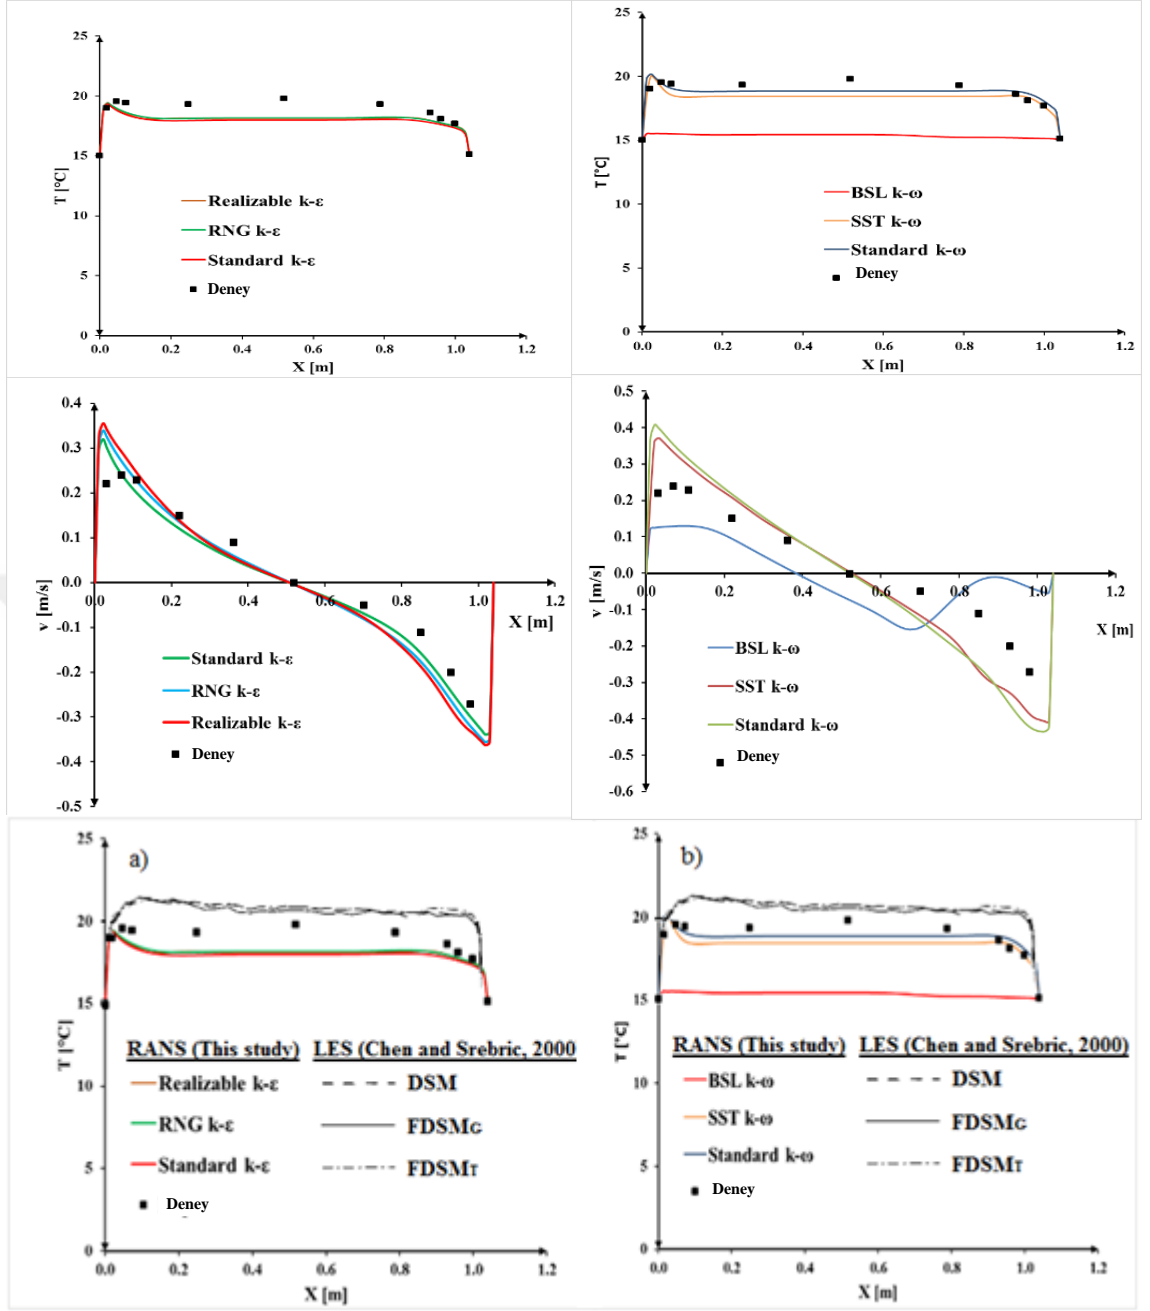 25
20
15
10
5
0
T [°C]
Realizable k-ε
RNG k-ε
Standard k-ε
Deney
0.0 0.2 0.4 0.6 0.8 1.0 1.2
X [m]
25
20
15
10
5
0
T [°C]
BSL k-ω
SST k-ω
Standard k-ω
Deney
0.0 0.2 0.4 0.6 0.8 1.0 1.2
X [m]
0.4
0.3
0.2
0.1
0.0
-0.1
-0.2
-0.3
-0.4
-0.5
v [m/s]
0.0 0.2 0.4 0.6 0.8 1.0 1.2
X [m]
Standard k-ε
RNG k-ε
Realizable k-ε
Deney
0.5
0.4
0.3
0.2
0.1
0.0
-0.1
-0.2
-0.3
-0.4
-0.5
-0.6
v [m/s]
0.0 0.2 0.4 0.6 0.8 1.0 1.2
X [m]
BSL k-ω
SST k-ω
Standard k-ω
Deney
a)
25
20
15
10
5
0
T [°C]
RANS (This study) LES (Chen and Srebric, 2000
Realizable k-ε DSM
RNG k-ε FDSMG
Standard k-ε FDSMT
Deney
0.0 0.2 0.4 0.6 0.8 1.0 1.2
X [m]
b)
25
20
15
10
5
0
T [°C]
RANS (This study) LES (Chen and Srebric, 2000)
BSL k-ω DSM
SST k-ω FDSMG
Standard k-ω FDSMT
Deney
0.0 0.2 0.4 0.6 0.8 1.0 1.2
X [m]